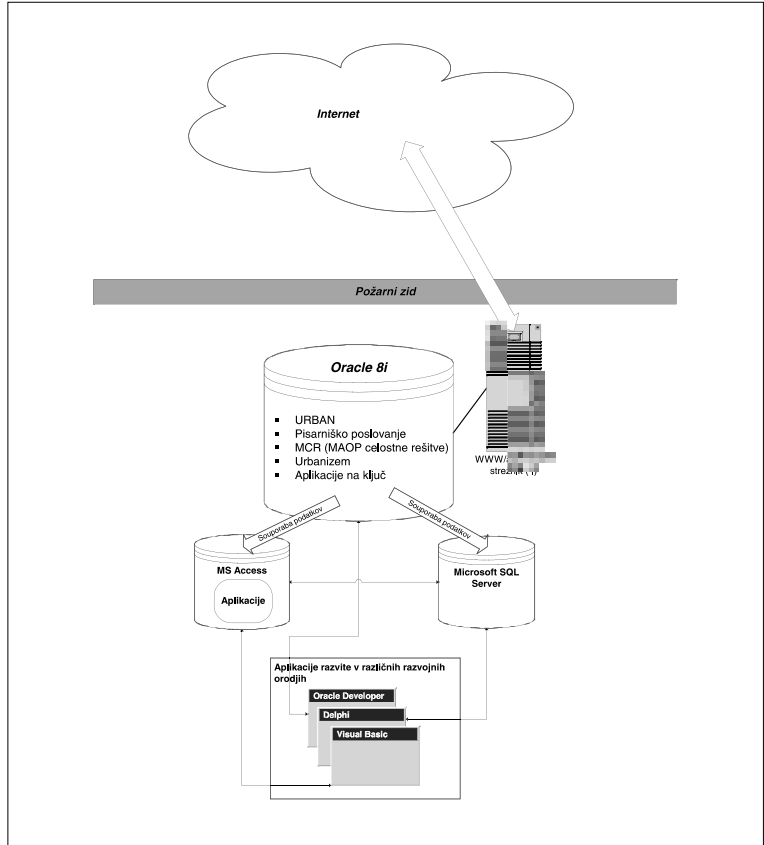 Internet
Požarni zid
Oracle 8i
▪ URBAN
▪ Pisarniško poslovanje
▪ MCR (MAOP celostne rešitve)
▪ Urbanizem
▪ Aplikacije na ključ
WWW/
Souporaba podatkov
Souporaba podatkov
MS Access
Aplikacije
Microsoft SQL
Server
Aplikacije razvite v različnih razvojnih
orodjih
Oracle Developer
Delphi
Visual Basic